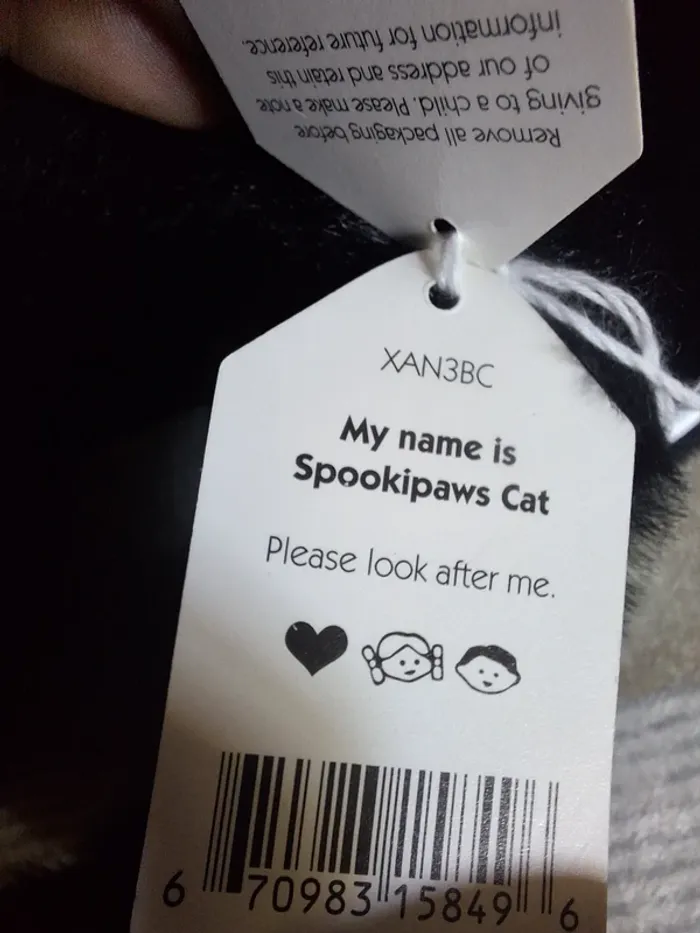 Remove all packaging before
giving to a child. Please make a note
of our address and retain this
information for future reference.
XAN3BC
My name is
Spookipaws Cat
Please look after me.
6 70983 15849 6